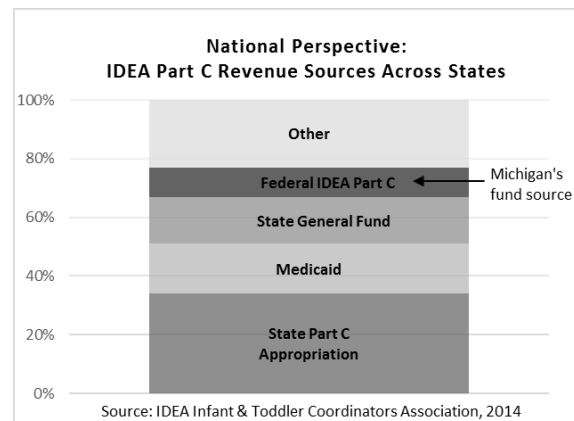 National Perspective:
IDEA Part C Revenue Sources Across States
100%
Other
80%
Federal IDEA Part C
Michigan's
fund source
60%
State General Fund
40%
Medicaid
20%
State Part C
Appropriation
0%
Source: IDEA Infant & Toddler Coordinators Association, 2014